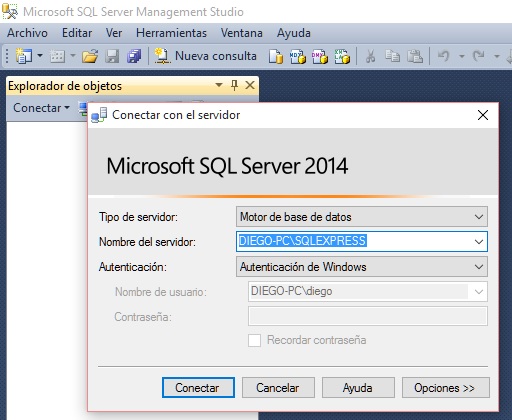 Microsoft SQL Server Management Studio
Archivo Editar Ver Herramientas Ventana Ayuda
Nueva consulta
Explorador de objetos
Conectar
Conectar con el servidor
Microsoft SQL Server 2014
Tipo de servidor: Motor de base de datos
Nombre del servidor: DIEGO-PC\SQLEXPRESS
Autenticación: Autenticación de Windows
Nombre de usuario: DIEGO-PC\diego
Contraseña:
Recordar contraseña
Conectar Cancelar Ayuda Opciones >>